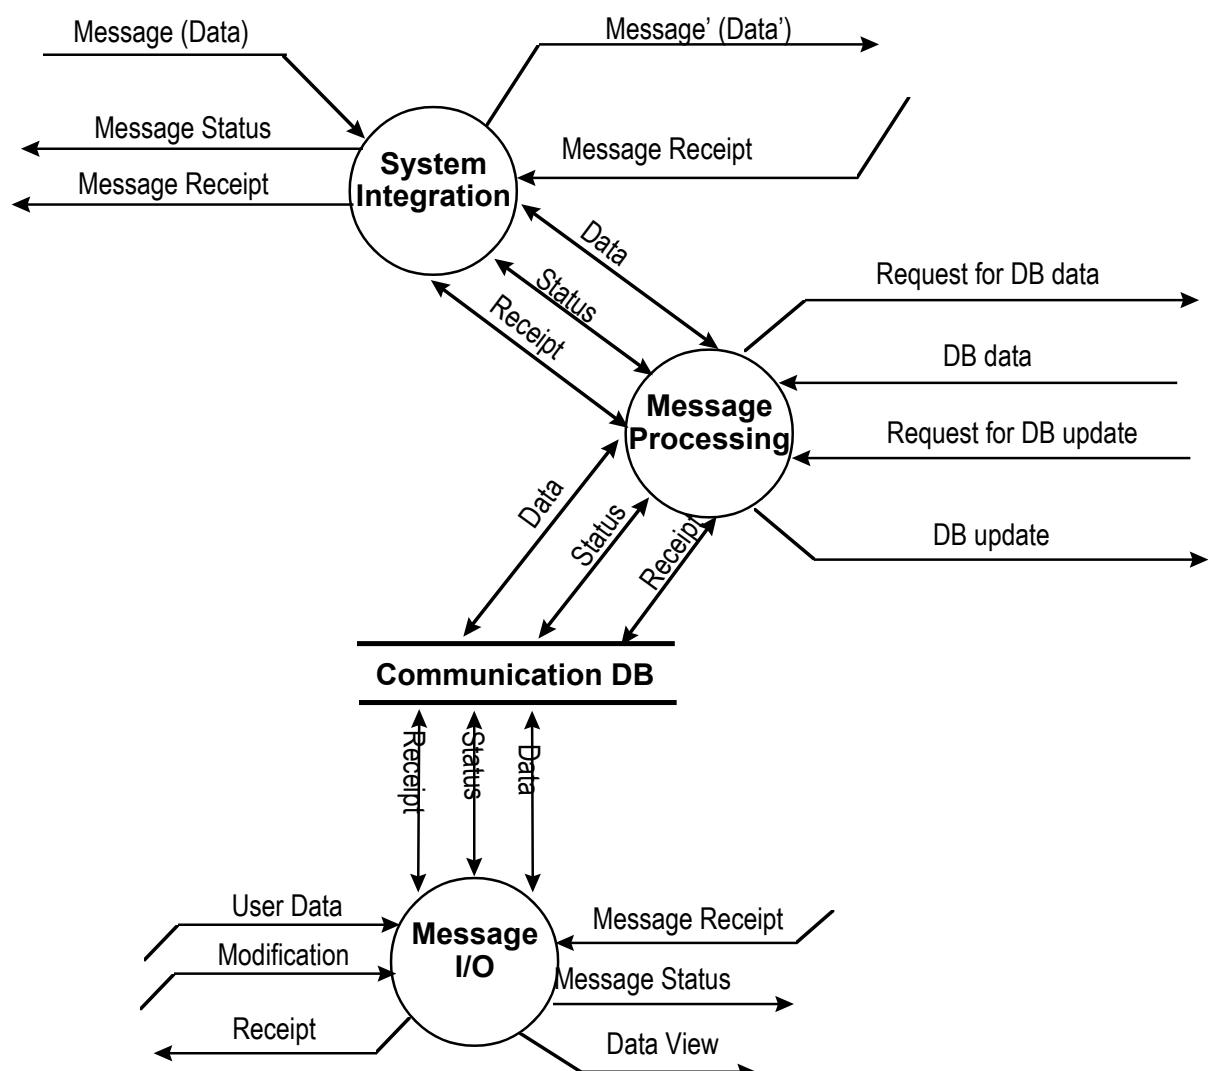 Message (Data)
Message’ (Data’)
Message Status
Message Receipt
Message Receipt
System
Integration
Data
Status
Receipt
Request for DB data
DB data
Message
Processing
Request for DB update
DB update
Data
Status
Receipt
Communication DB
Receipt
Status
Data
User Data
Message Receipt
Message
I/O
Modification
Message Status
Receipt
Data View